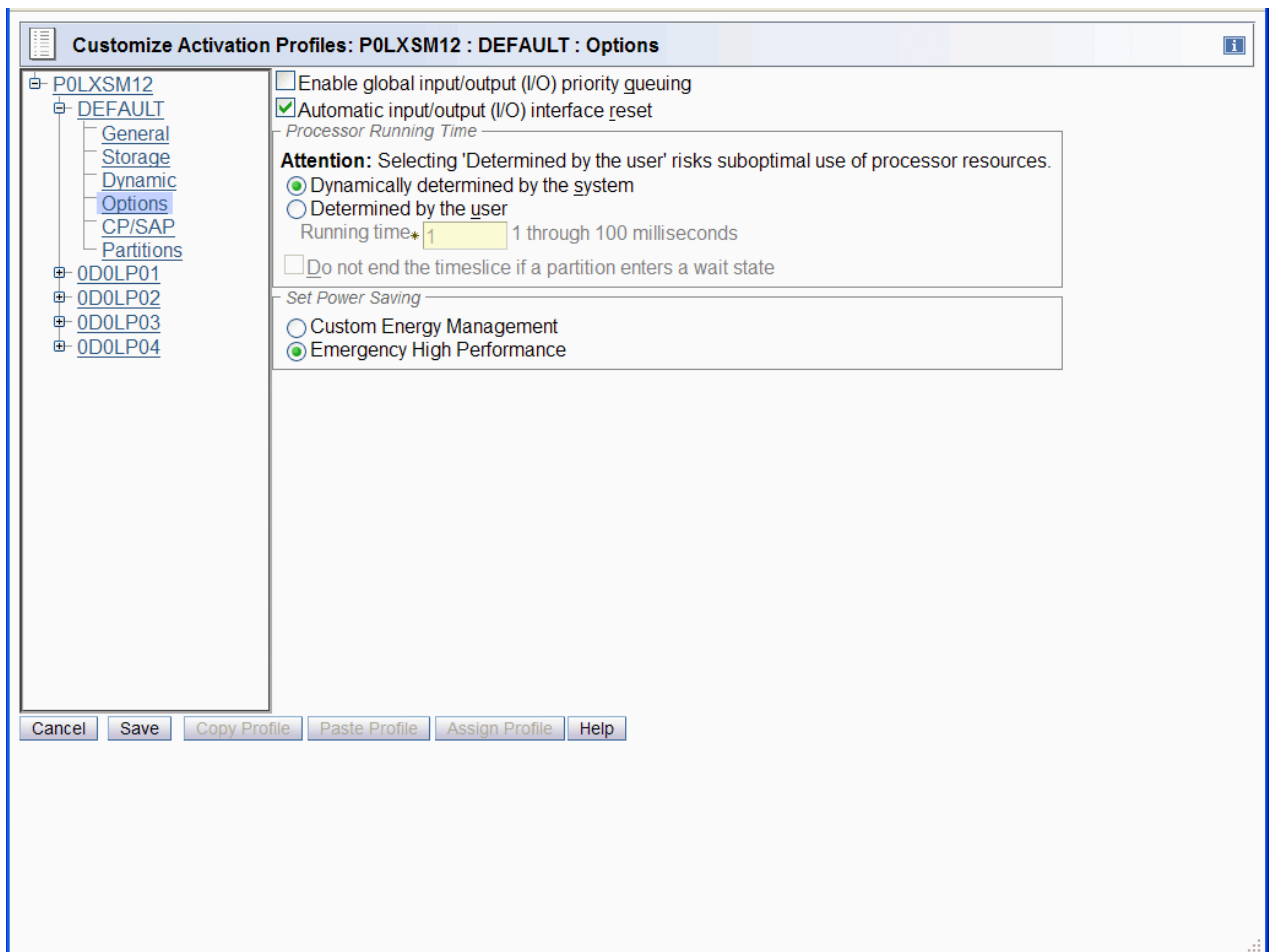 Customize Activation Profiles: P0LXSM12 : DEFAULT : Options
i
P0LXSM12
DEFAULT
General
Storage
Dynamic
Options
CP/SAP
Partitions
0D0LP01
0D0LP02
0D0LP03
0D0LP04
Enable global input/output (I/O) priority queuing
Automatic input/output (I/O) interface reset
Processor Running Time
Attention: Selecting 'Determined by the user' risks suboptimal use of processor resources.
Dynamically determined by the system
Determined by the user
Running time* 1 1 through 100 milliseconds
Do not end the timeslice if a partition enters a wait state
Set Power Saving
Custom Energy Management
Emergency High Performance
Cancel Save Copy Profile Paste Profile Assign Profile Help